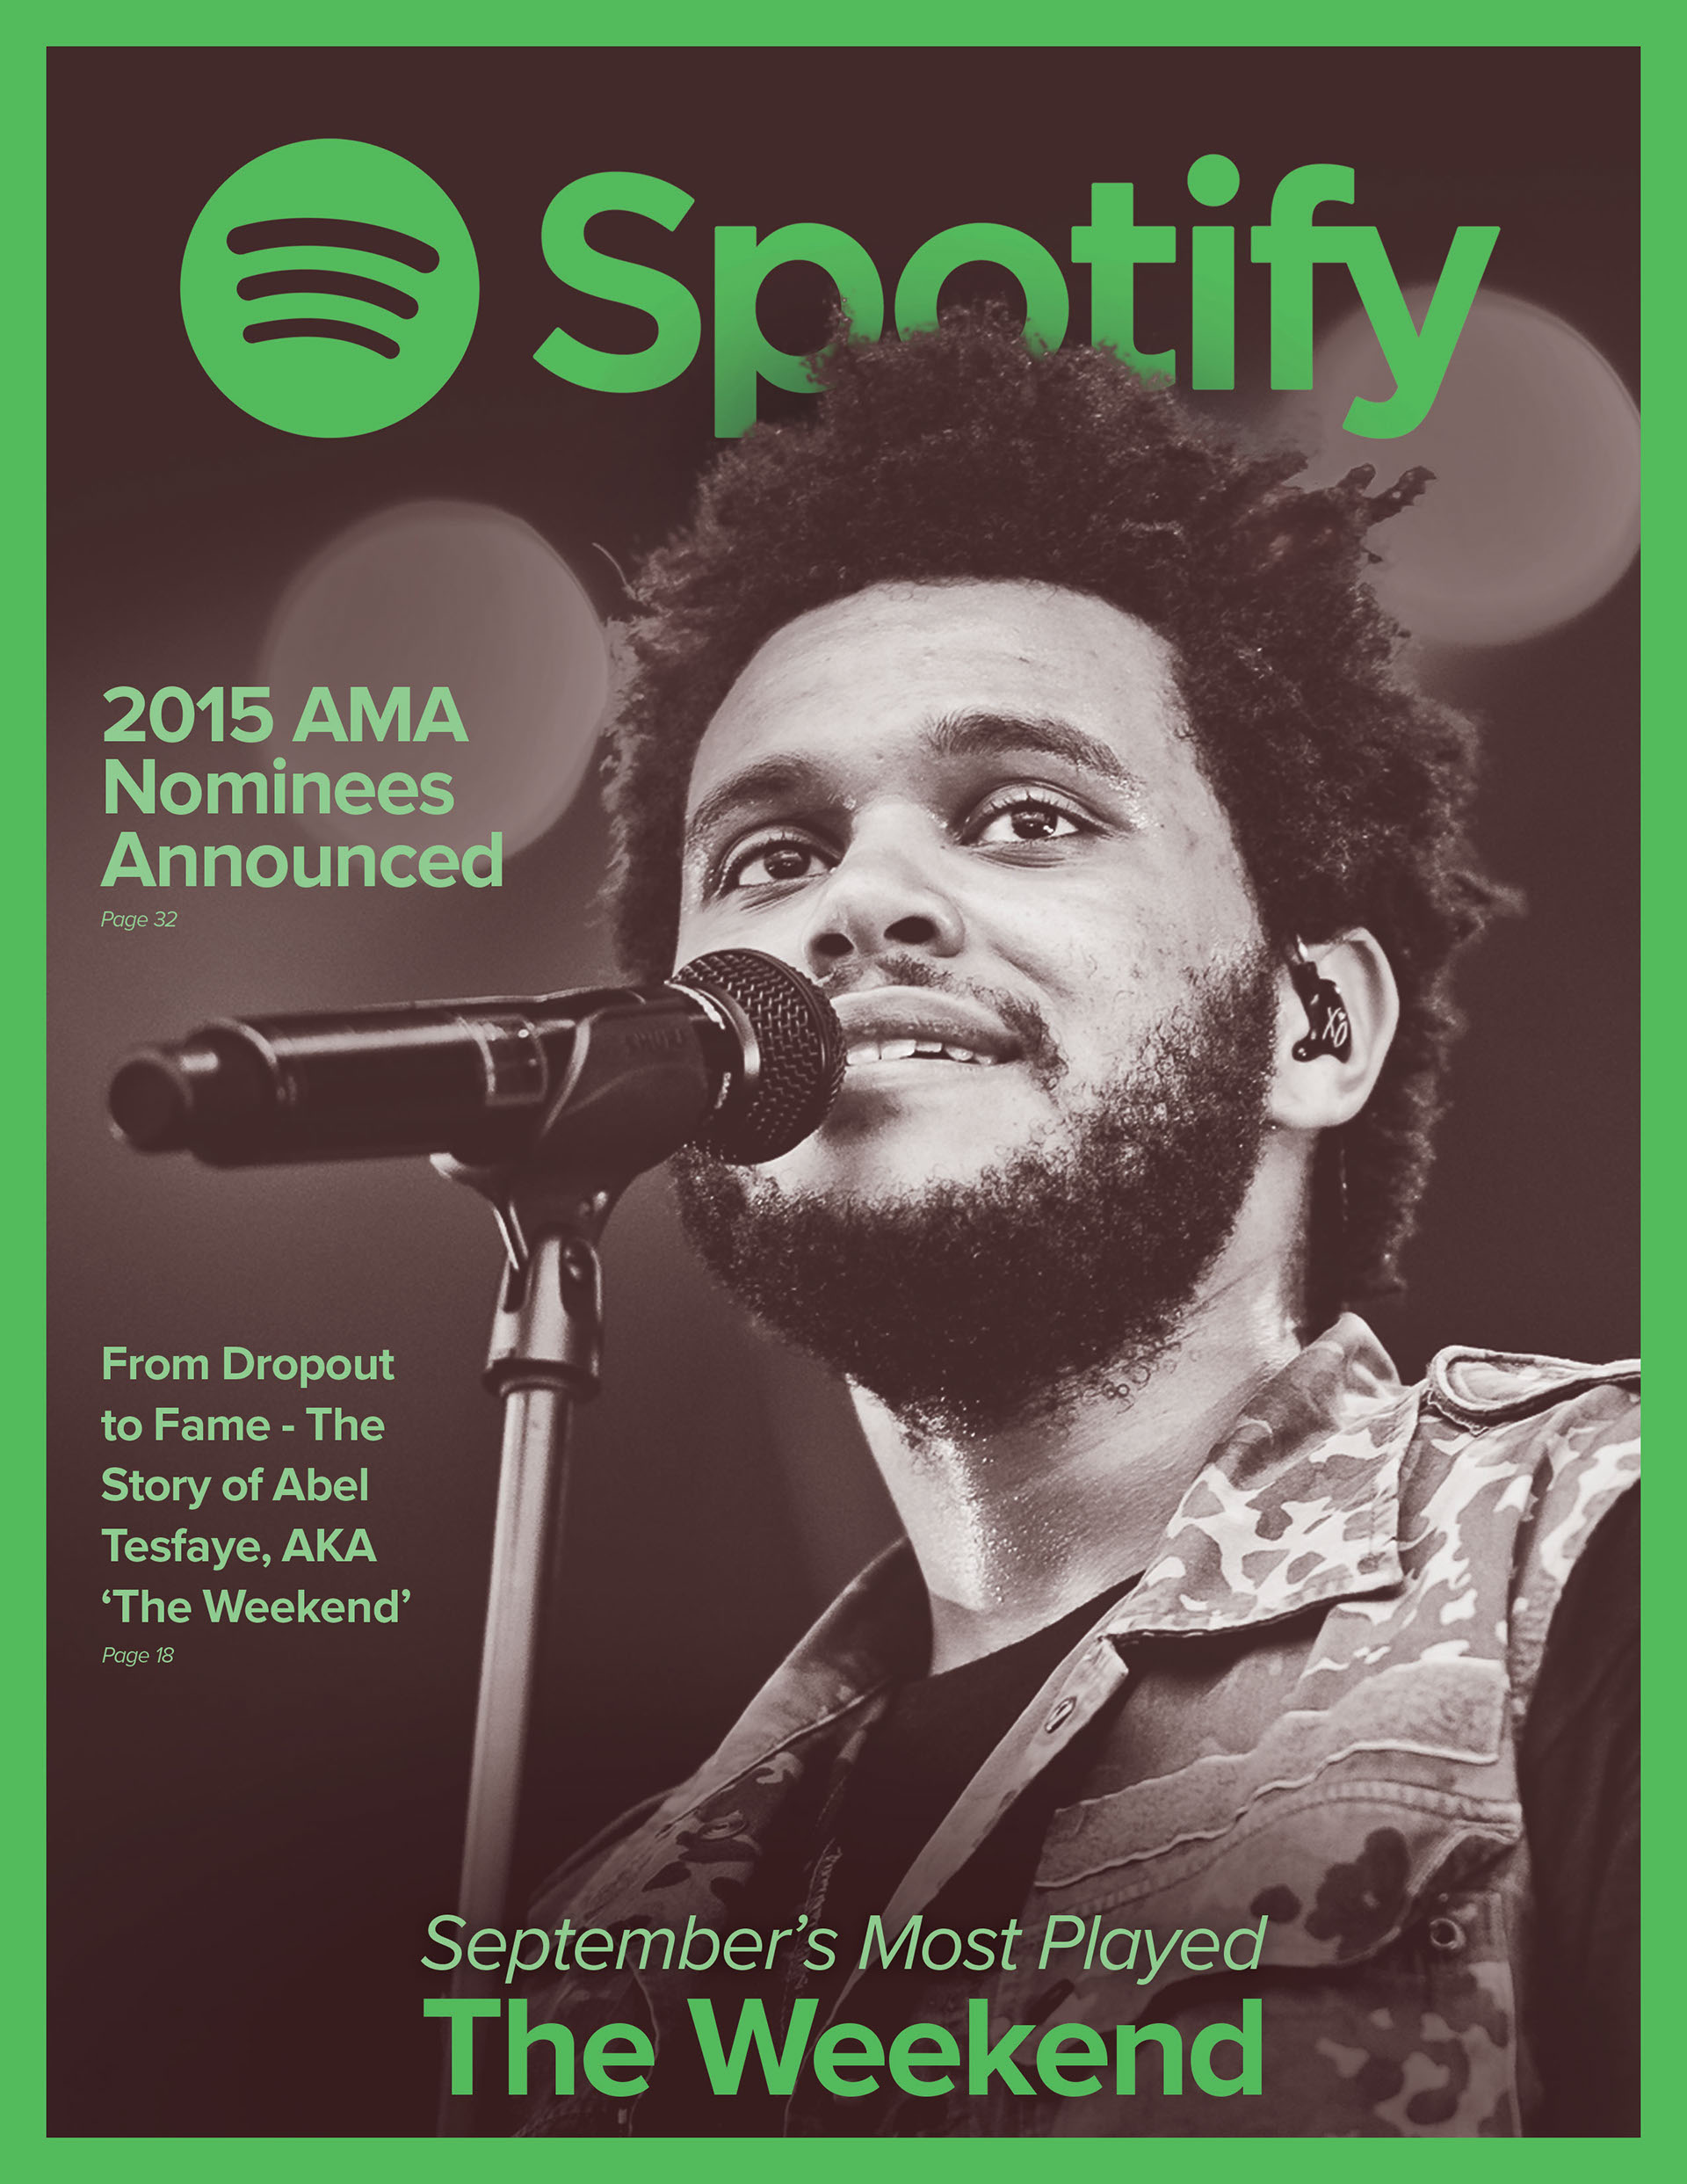 Spotify
2015 AMA
Nominees
Announced
Page 32
XO
From Dropout
to Fame - The
Story of Abel
Tesfaye, AKA
‘The Weekend’
Page 18
September’s Most Played
The Weekend